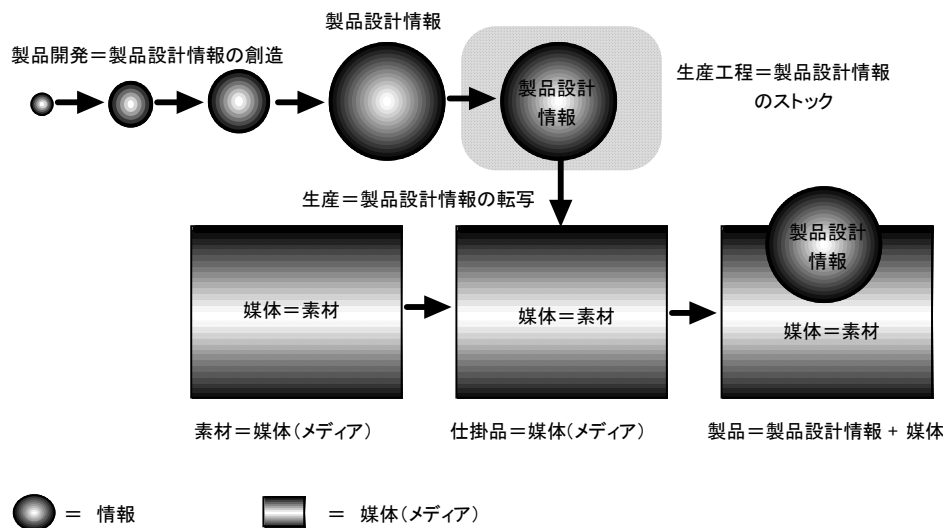 製品設計情報
製品開発＝製品設計情報の創造
製品設計
情報
生産工程＝製品設計情報
のストック
生産＝製品設計情報の転写
製品設計
情報
媒体＝素材
媒体＝素材
媒体＝素材
素材＝媒体（メディア）
仕掛品＝媒体（メディア）
製品＝製品設計情報 + 媒体
＝ 情報
＝ 媒体（メディア）